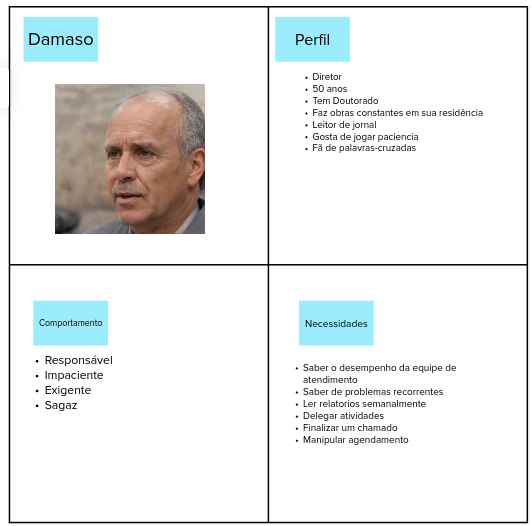 Damaso
Perfil
• Diretor
• 50 anos
• Tem Doutorado
• Faz obras constantes em sua residência
• Leitor de jornal
• Gosta de jogar paciencia
• Fã de palavras-cruzadas
Comportamento
• Responsável
• Impaciente
• Exigente
• Sagaz
Necessidades
• Saber o desempenho da equipe de
atendimento
• Saber de problemas recorrentes
• Ler relatorios semanalmente
• Delegar atividades
• Finalizar um chamado
• Manipular agendamento